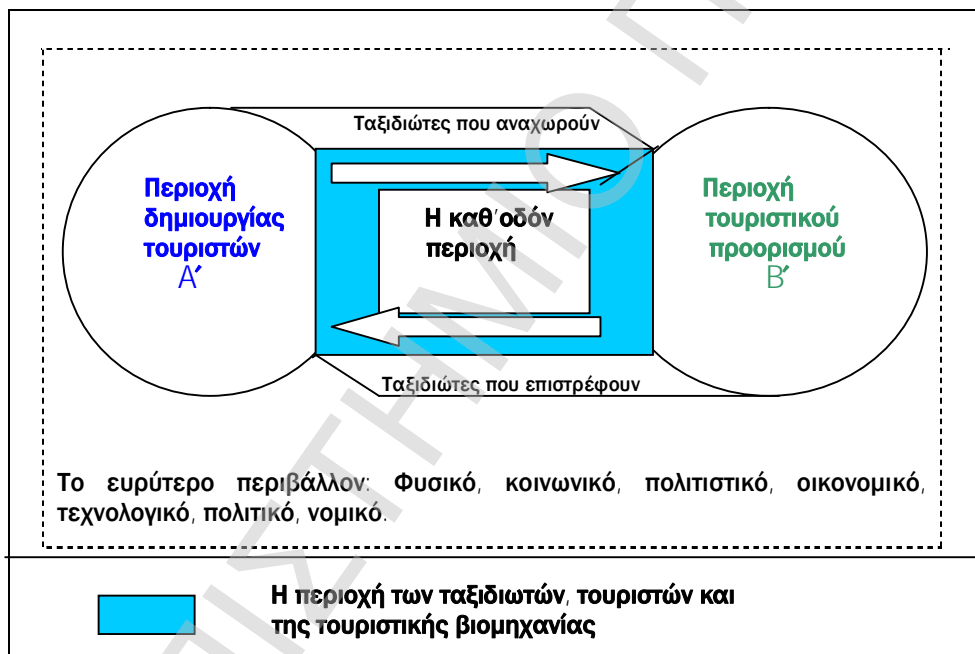 Ταξιδιώτες που αναχωρούν
Περιοχή
δημιουργίας
τουριστών
Α΄
Η καθ΄οδόν
περιοχή
Περιοχή
τουριστικού
προορισμού
Β΄
Ταξιδιώτες που επιστρέφουν
Το ευρύτερο περιβάλλον: Φυσικό, κοινωνικό, πολιτιστικό, οικονομικό,
τεχνολογικό, πολιτικό, νομικό.
Η περιοχή των ταξιδιωτών, τουριστών και
της τουριστικής βιομηχανίας
ΠΙΣΤΗΜΙΟ Π